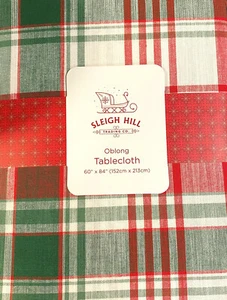 SLEIGH HILL
TRADING CO.
Oblong
Tablecloth
60" x 84" (152cm x 213cm)